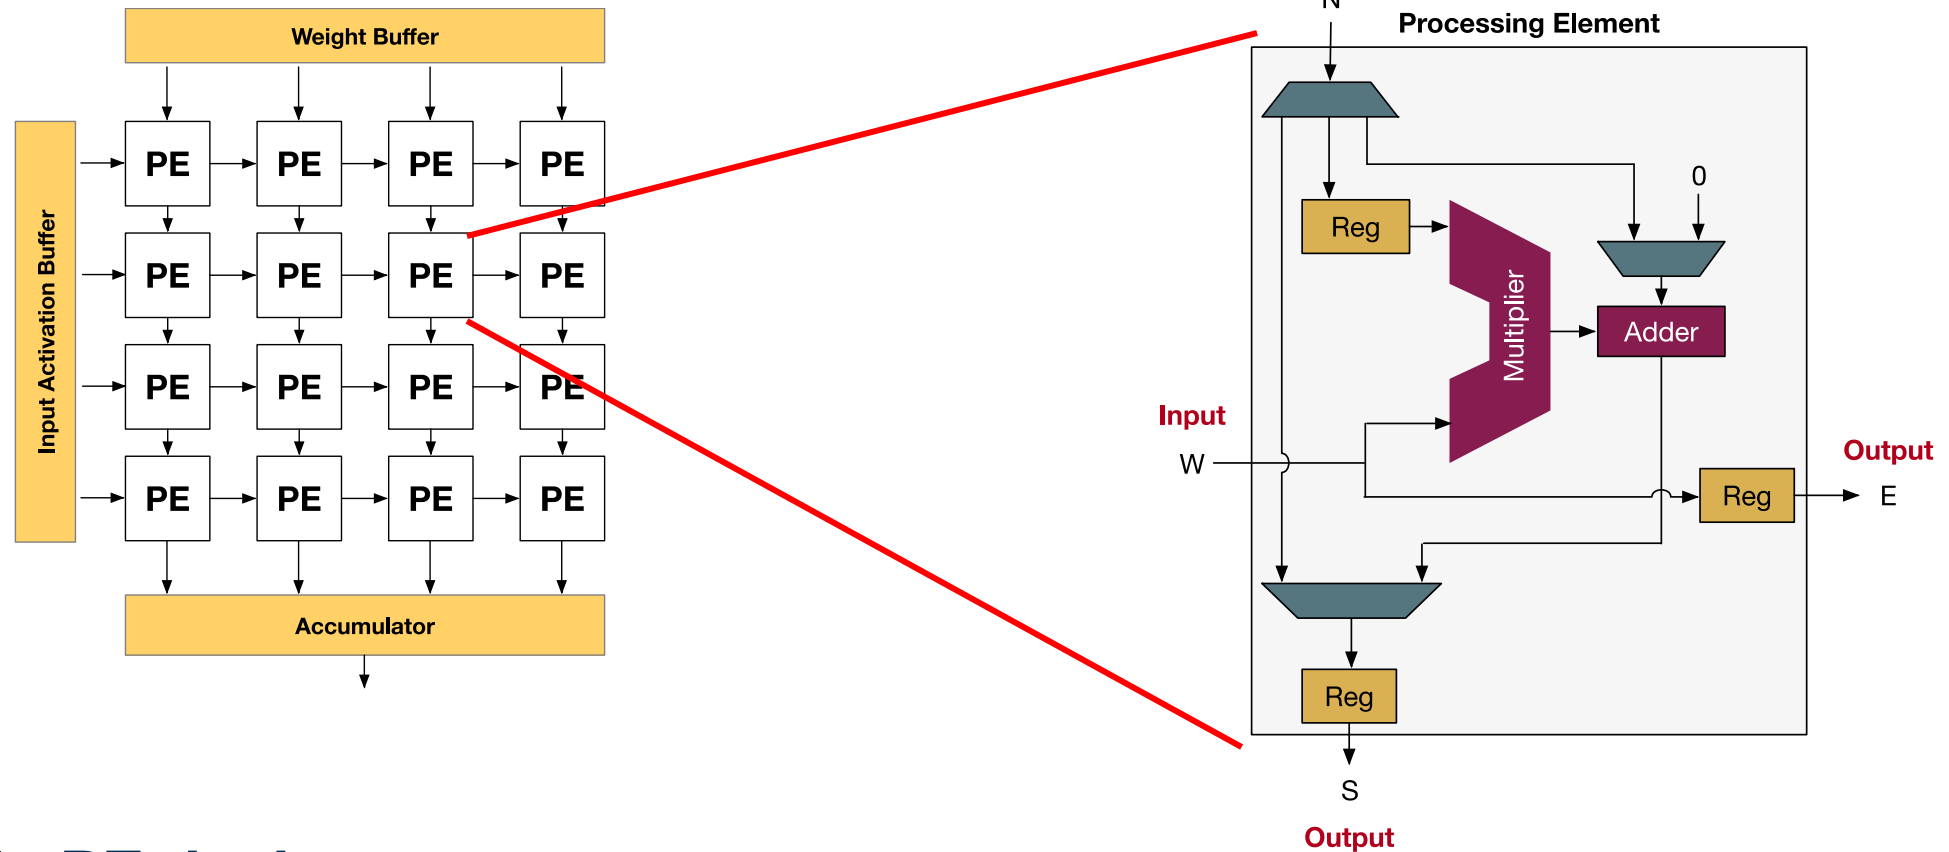 Weight Buffer
Input Activation Buffer
PE PE PE PE
PE PE PE PE
PE PE PE PE
PE PE PE PE
Accumulator
N
Processing Element
0
Reg
Multiplier
Adder
Input
W
Output
Reg
E
Reg
S
Output